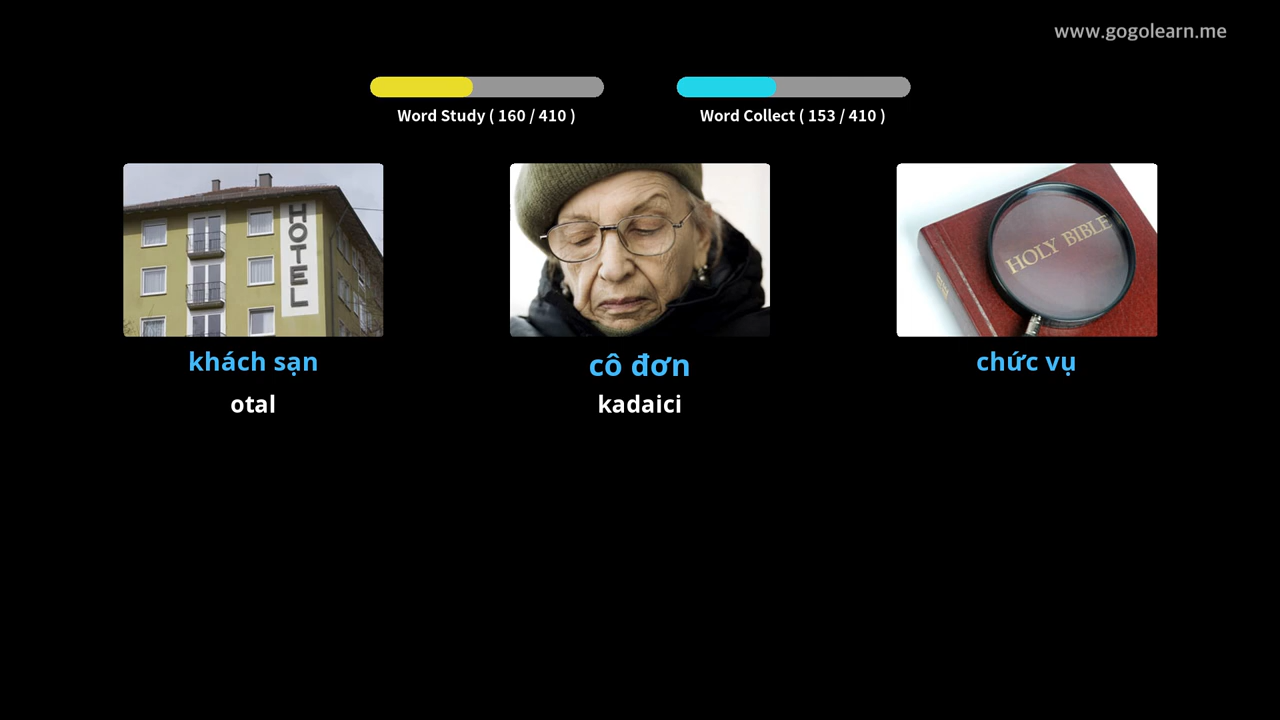 www.gogolearn.me
Word Study ( 160 / 410 )
Word Collect ( 153 / 410 )
HOTEL
HOLY BIBLE
khách sạn
cô đơn
chức vụ
otal
kadaici